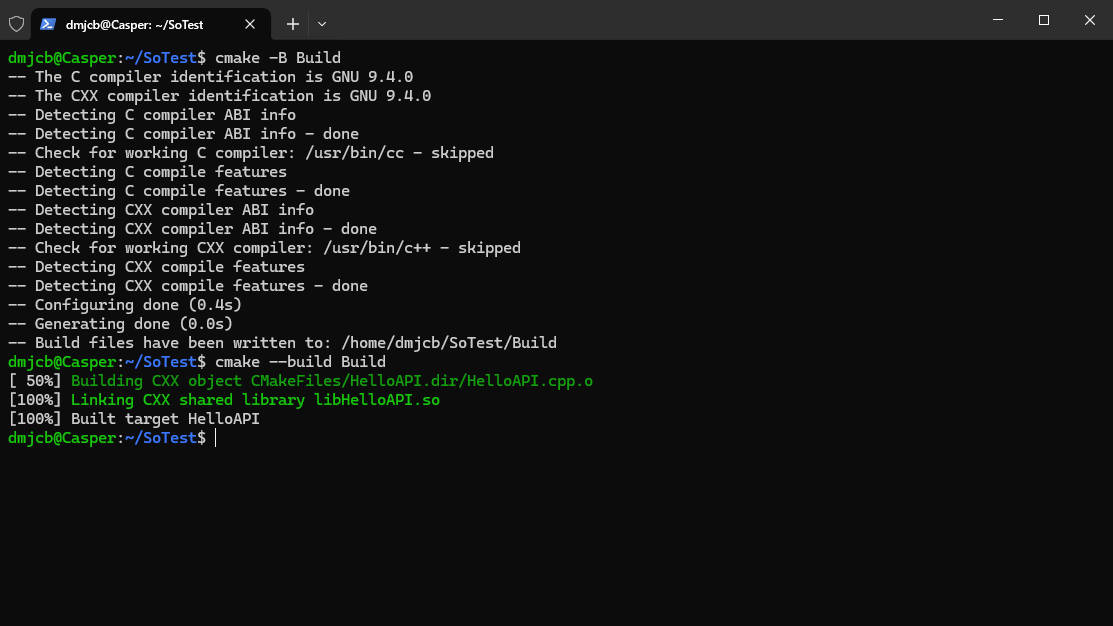 dmjcb@Casper: ~/SoTest
dmjcb@Casper:~/SoTest$ cmake -B Build
-- The C compiler identification is GNU 9.4.0
-- The CXX compiler identification is GNU 9.4.0
-- Detecting C compiler ABI info
-- Detecting C compiler ABI info - done
-- Check for working C compiler: /usr/bin/cc - skipped
-- Detecting C compile features
-- Detecting C compile features - done
-- Detecting CXX compiler ABI info
-- Detecting CXX compiler ABI info - done
-- Check for working CXX compiler: /usr/bin/c++ - skipped
-- Detecting CXX compile features
-- Detecting CXX compile features - done
-- Configuring done (0.4s)
-- Generating done (0.0s)
-- Build files have been written to: /home/dmjcb/SoTest/Build
dmjcb@Casper:~/SoTest$ cmake --build Build
[ 50%] Building CXX object CMakeFiles/HelloAPI.dir/HelloAPI.cpp.o
[100%] Linking CXX shared library libHelloAPI.so
[100%] Built target HelloAPI
dmjcb@Casper:~/SoTest$